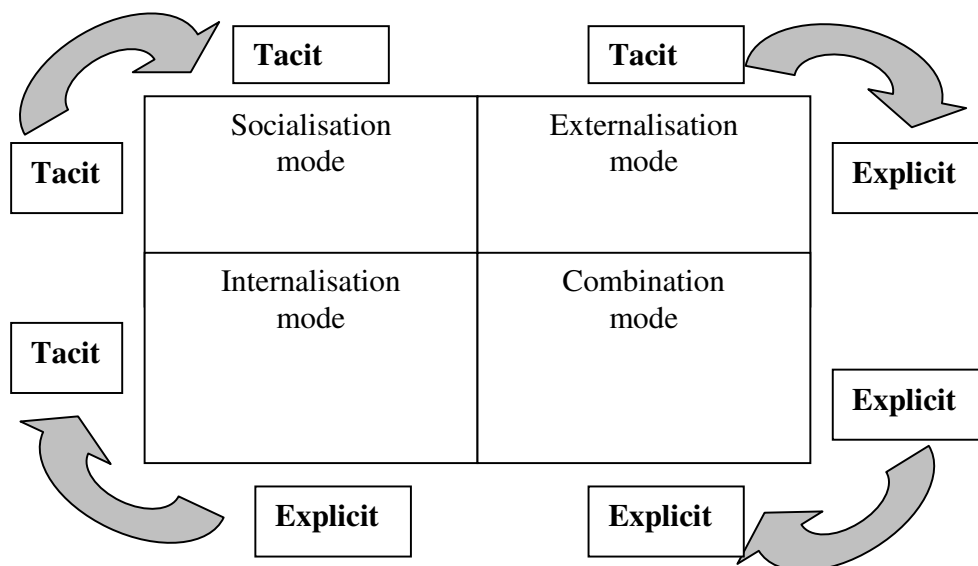 Tacit
Tacit
Socialisation
mode
Externalisation
mode
Tacit
Explicit
Internalisation
mode
Combination
mode
Tacit
Explicit
Explicit
Explicit